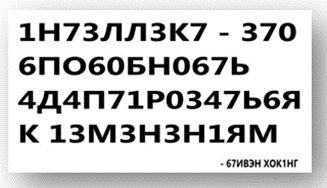 1Н73ЛЛ3К7 - 370
6ПО60БН067Ь
4Д4П71Р0347Ь6Я
К 13М3Н3Н1ЯМ
- 67ИВЭН ХОК1НГ